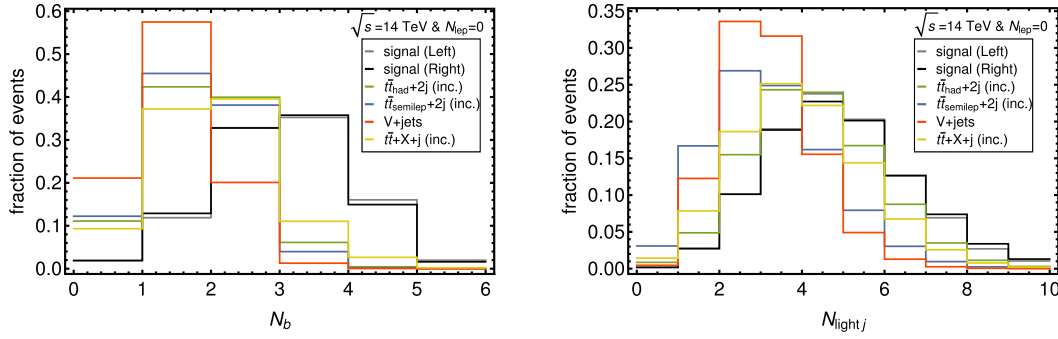 √s =14 TeV & N_lep=0
signal (Left)
signal (Right)
tt̄_had+2j (inc.)
tt̄_semilep+2j (inc.)
V+jets
tt̄+X+j (inc.)
fraction of events
0.6
0.5
0.4
0.3
0.2
0.1
0.0
0 1 2 3 4 5 6
N_b
√s =14 TeV & N_lep=0
signal (Left)
signal (Right)
tt̄_had+2j (inc.)
tt̄_semilep+2j (inc.)
V+jets
tt̄+X+j (inc.)
fraction of events
0.35
0.30
0.25
0.20
0.15
0.10
0.05
0.00
0 2 4 6 8 10
N_light j